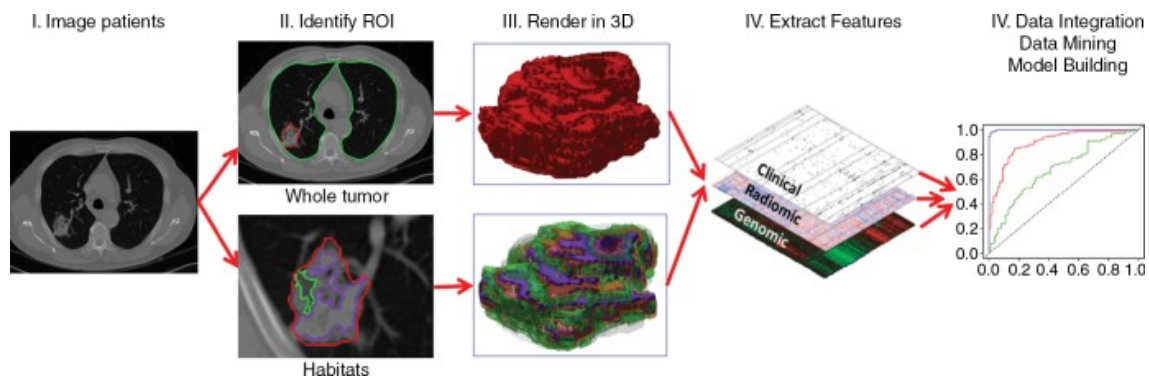 I. Image patients
II. Identify ROI
III. Render in 3D
IV. Extract Features
IV. Data Integration
Data Mining
Model Building
Whole tumor
Habitats
Clinical
Radiomic
Genomic
1.0
0.8
0.6
0.4
0.2
0.0
0.0 0.2 0.4 0.6 0.8 1.0